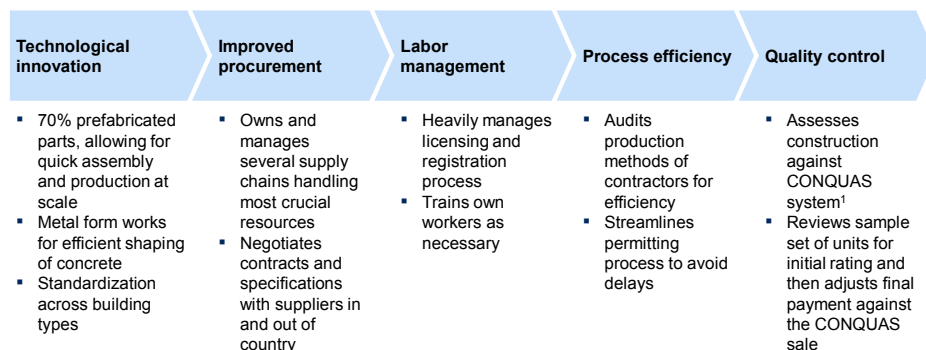 Technological
innovation
Improved
procurement
Labor
management
Process efficiency
Quality control
▪ 70% prefabricated
parts, allowing for
quick assembly
and production at
scale
▪ Metal form works
for efficient shaping
of concrete
▪ Standardization
across building
types
▪ Owns and
manages
several supply
chains handling
most crucial
resources
▪ Negotiates
contracts and
specifications
with suppliers in
and out of
country
▪ Heavily manages
licensing and
registration
process
▪ Trains own
workers as
necessary
▪ Audits
production
methods of
contractors for
efficiency
▪ Streamlines
permitting
process to avoid
delays
▪ Assesses
construction
against
CONQUAS
system¹
▪ Reviews sample
set of units for
initial rating and
then adjusts final
payment against
the CONQUAS
sale